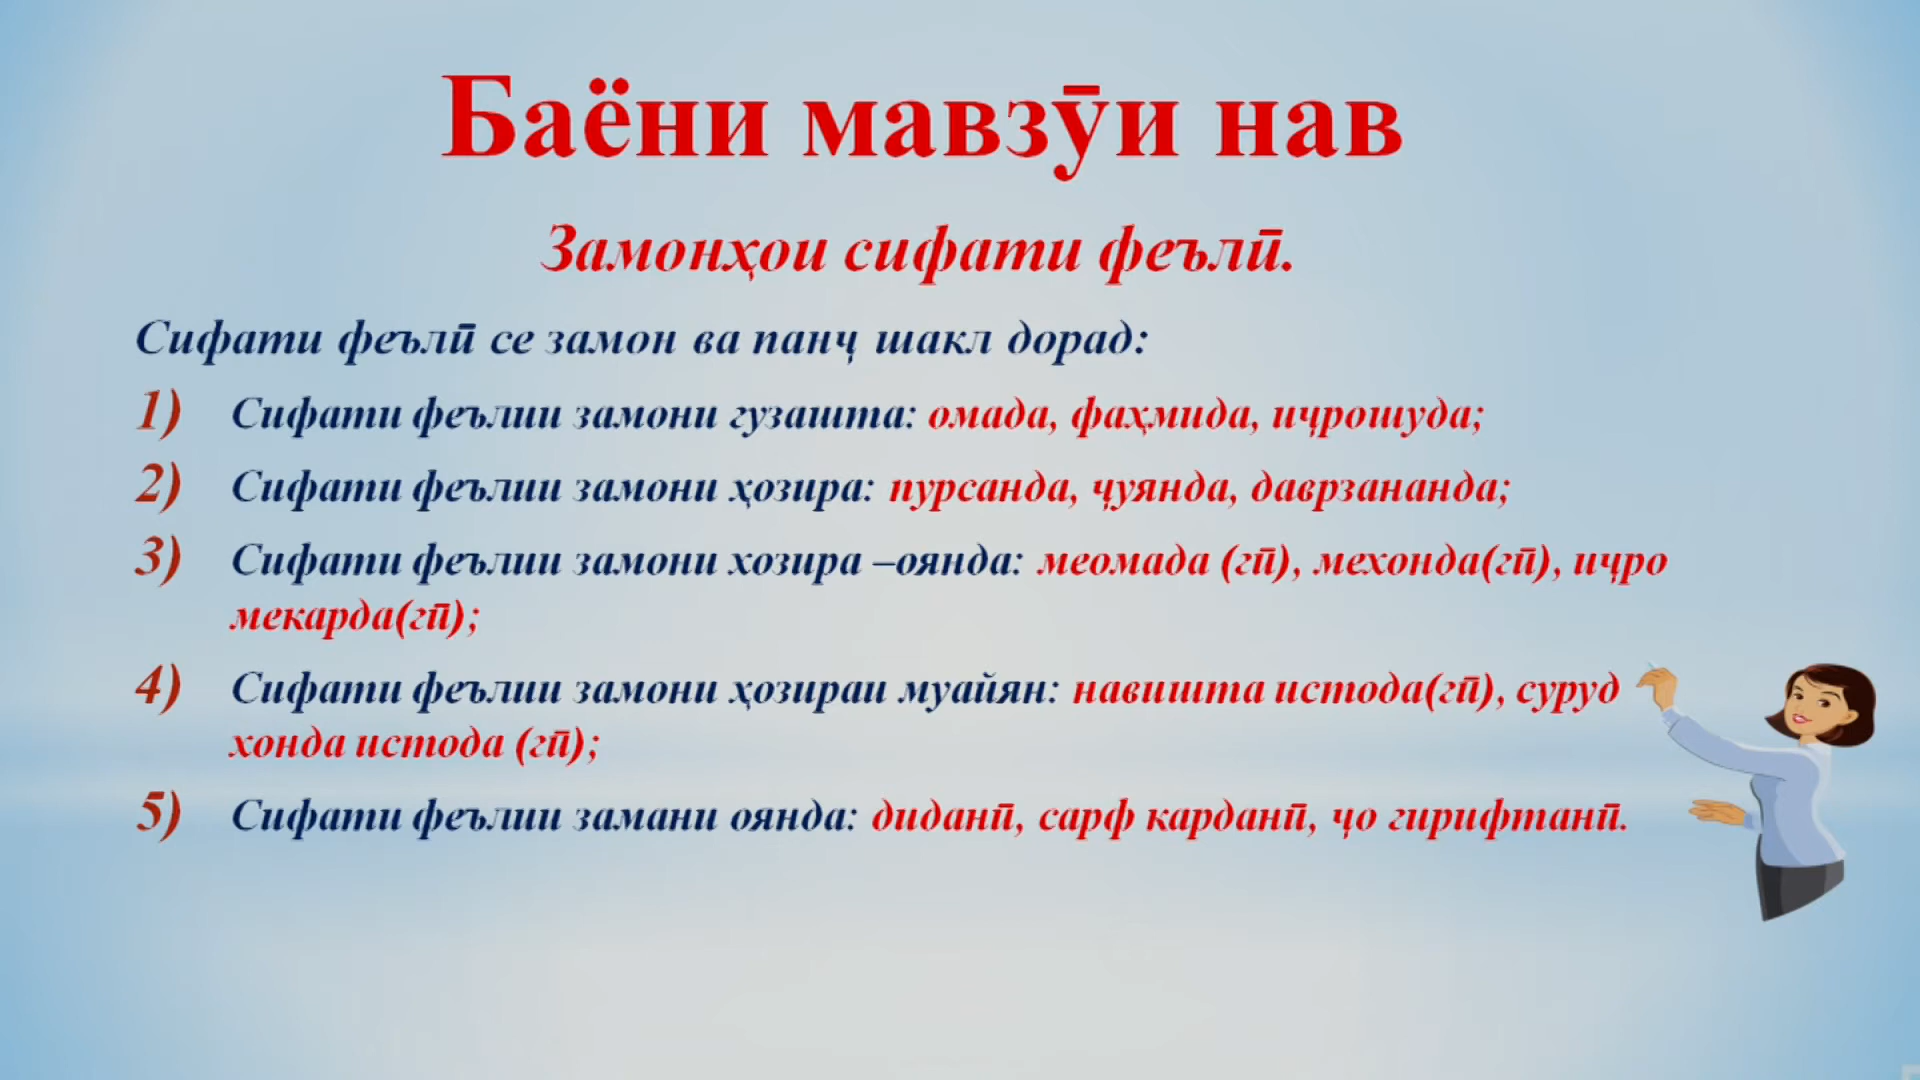 Баёни мавзӯи нав
Замонҳои сифати феълӣ.
Сифати феълӣ се замон ва панҷ шакл дорад:
1) Сифати феълии замони гузашта: омада, фаҳмида, иҷрошуда;
2) Сифати феълии замони ҳозира: пурсанда, ҷуянда, даврзананда;
3) Сифати феълии замони хозира –оянда: меомада (гӣ), мехонда(гӣ), иҷро
мекарда(гӣ);
4) Сифати феълии замони ҳозираи муайян: навишта истода(гӣ), суруд
хонда истода (гӣ);
5) Сифати феълии замани оянда: диданӣ, сарф карданӣ, ҷо гирифтанӣ.